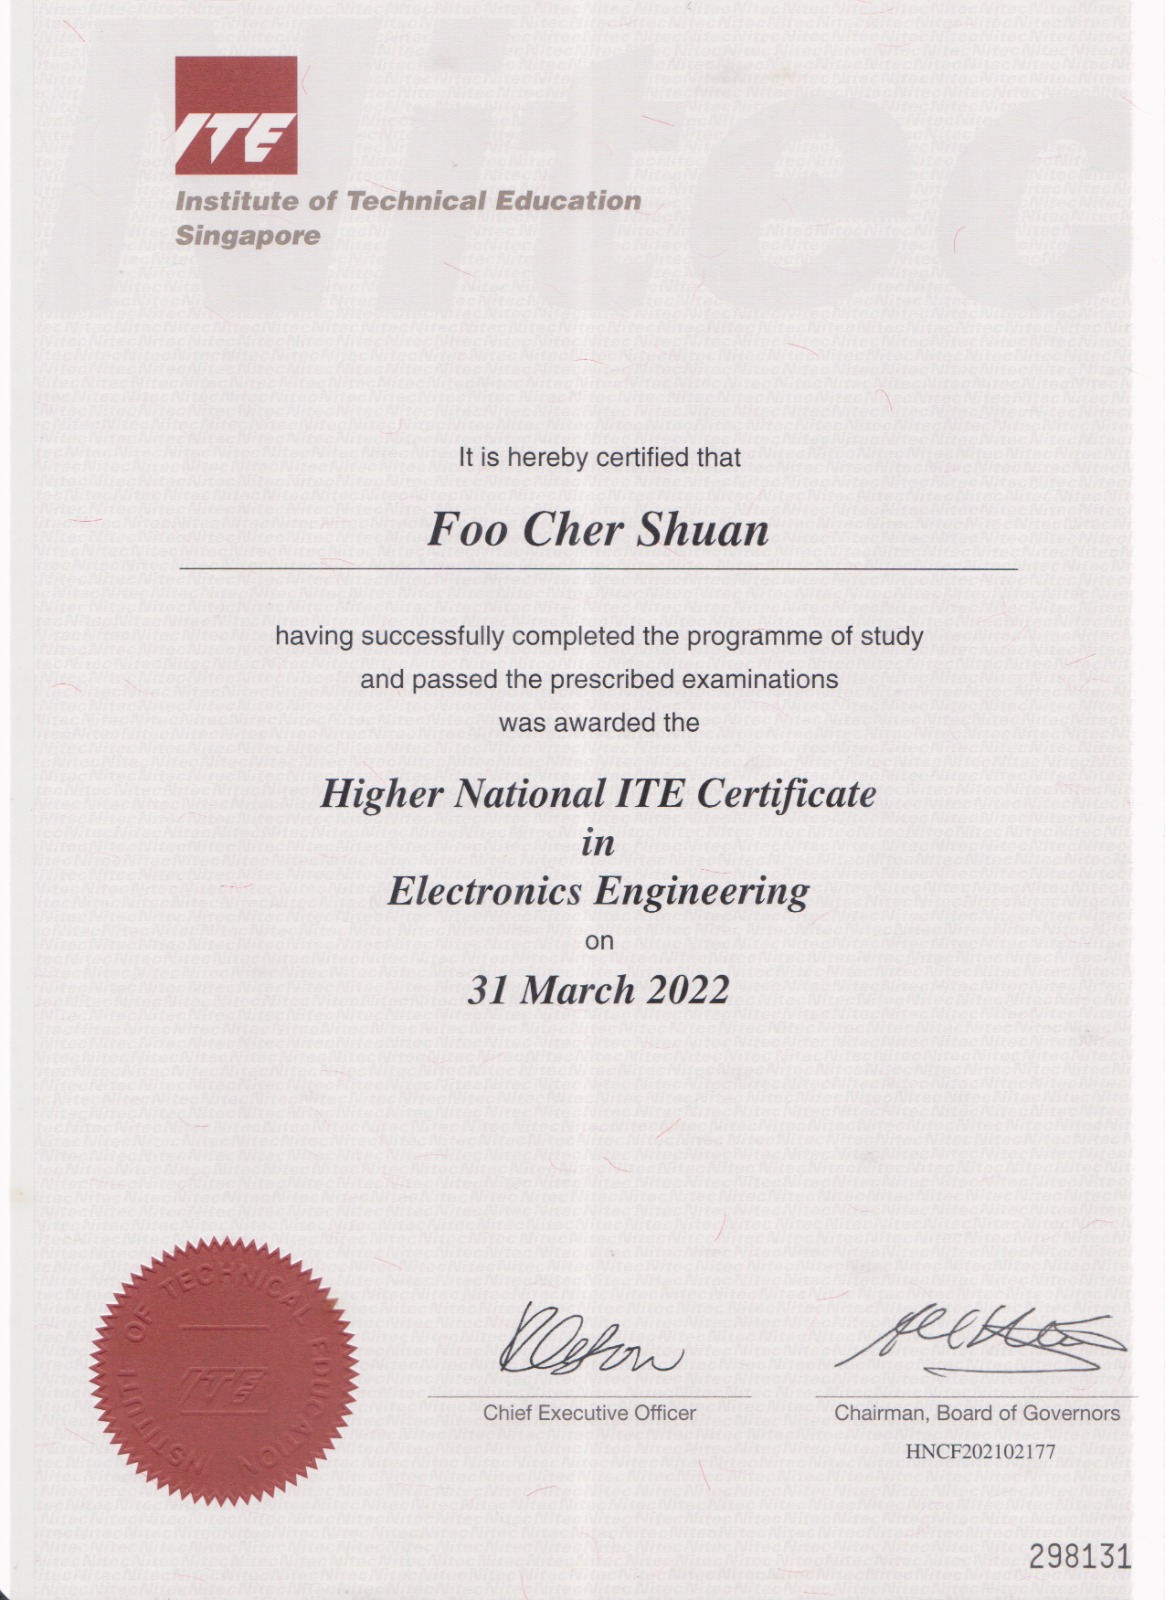 Nitec
ITE
Institute of Technical Education
Singapore
It is hereby certified that
Foo Cher Shuan
having successfully completed the programme of study
and passed the prescribed examinations
was awarded the
Higher National ITE Certificate
in
Electronics Engineering
on
31 March 2022
INSTITUTE OF TECHNICAL EDUCATION
ITE
Chief Executive Officer
Chairman, Board of Governors
HNCF202102177
298131